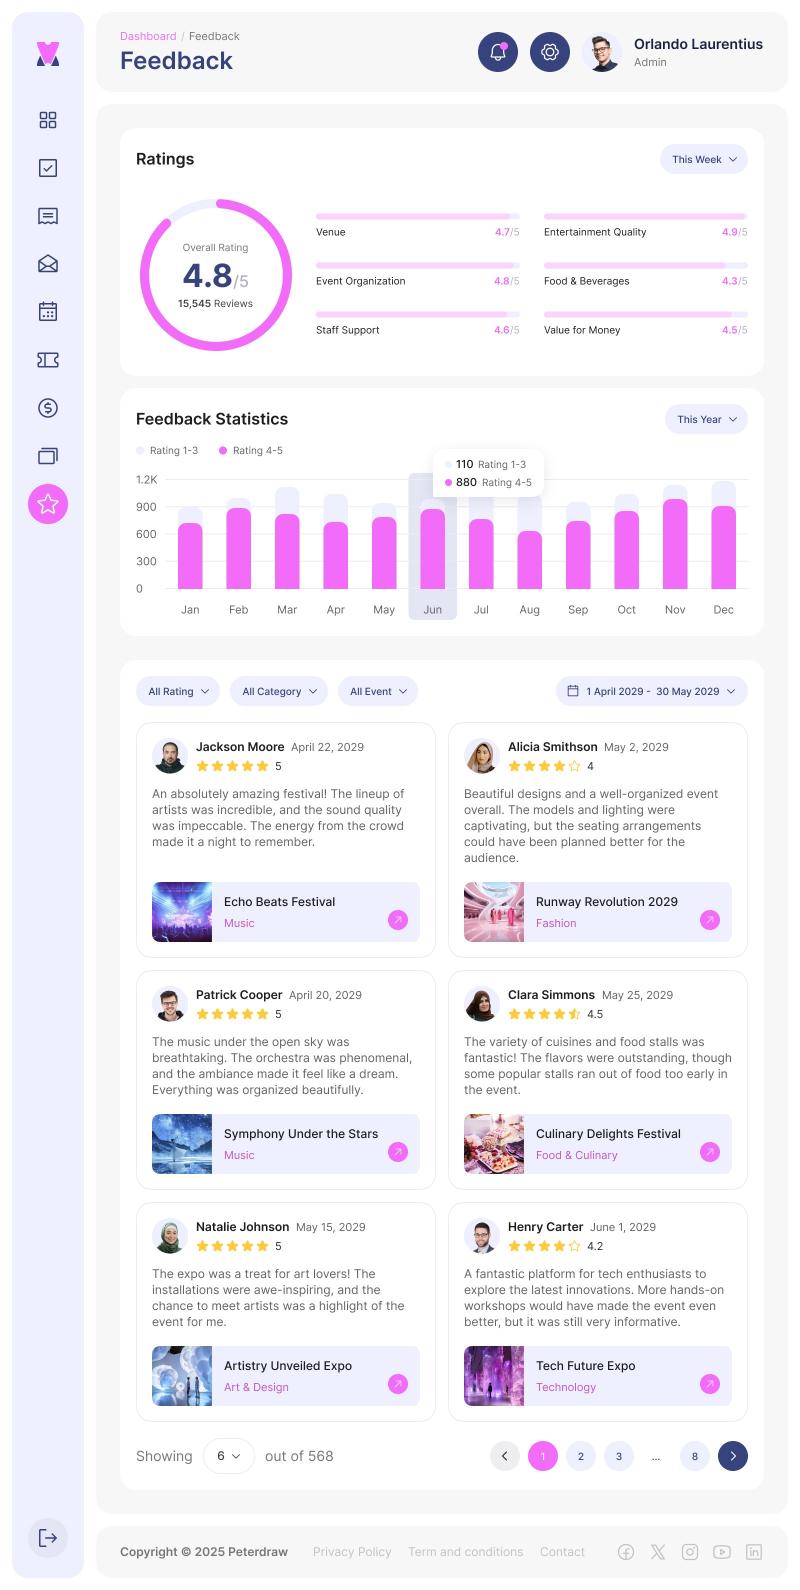 Dashboard / Feedback
Feedback
Orlando Laurentius
Admin
Ratings
This Week
Overall Rating
4.8/5
15,545 Reviews
Venue 4.7/5
Entertainment Quality 4.9/5
Event Organization 4.8/5
Food & Beverages 4.3/5
Staff Support 4.6/5
Value for Money 4.5/5
Feedback Statistics
This Year
Rating 1-3 Rating 4-5
110 Rating 1-3
880 Rating 4-5
1.2K
900
600
300
0
Jan Feb Mar Apr May Jun Jul Aug Sep Oct Nov Dec
All Rating All Category All Event 1 April 2029 - 30 May 2029
Jackson Moore April 22, 2029
5
An absolutely amazing festival! The lineup of
artists was incredible, and the sound quality
was impeccable. The energy from the crowd
made it a night to remember.
Echo Beats Festival
Music
Alicia Smithson May 2, 2029
4
Beautiful designs and a well-organized event
overall. The models and lighting were
captivating, but the seating arrangements
could have been planned better for the
audience.
Runway Revolution 2029
Fashion
Patrick Cooper April 20, 2029
5
The music under the open sky was
breathtaking. The orchestra was phenomenal,
and the ambiance made it feel like a dream.
Everything was organized beautifully.
Symphony Under the Stars
Music
Clara Simmons May 25, 2029
4.5
The variety of cuisines and food stalls was
fantastic! The flavors were outstanding, though
some popular stalls ran out of food too early in
the event.
Culinary Delights Festival
Food & Culinary
Natalie Johnson May 15, 2029
5
The expo was a treat for art lovers! The
installations were awe-inspiring, and the
chance to meet artists was a highlight of the
event for me.
Artistry Unveiled Expo
Art & Design
Henry Carter June 1, 2029
4.2
A fantastic platform for tech enthusiasts to
explore the latest innovations. More hands-on
workshops would have made the event even
better, but it was still very informative.
Tech Future Expo
Technology
Showing 6 out of 568
1 2 3 ... 8
Copyright © 2025 Peterdraw Privacy Policy Term and conditions Contact